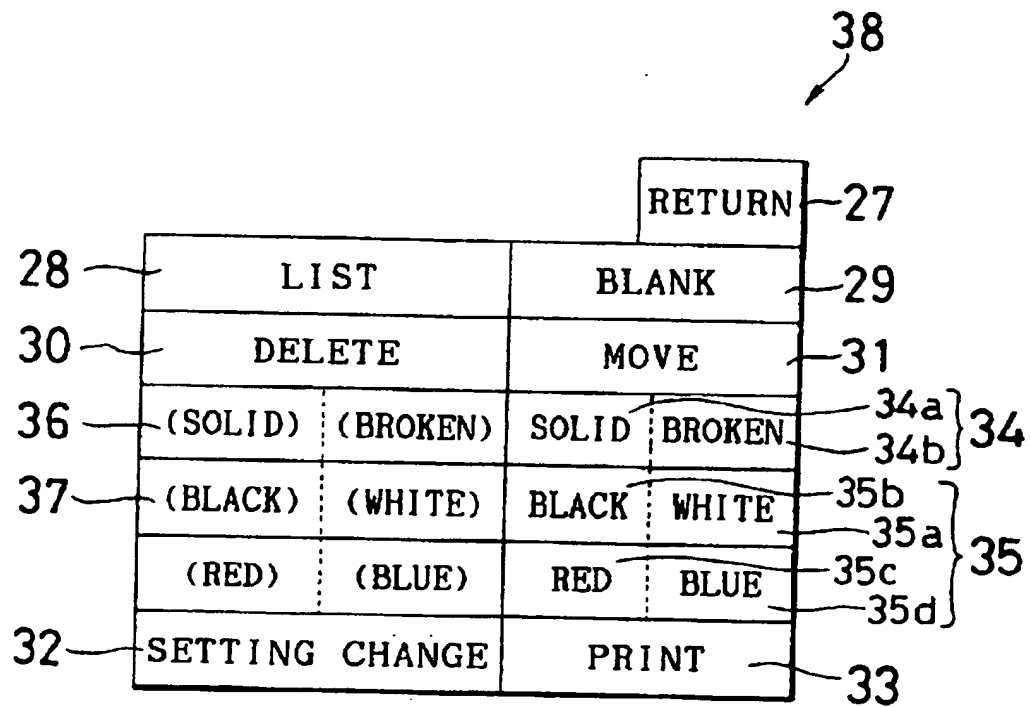 38
RETURN 27
28 LIST BLANK 29
30 DELETE MOVE 31
36 (SOLID) (BROKEN) SOLID BROKEN 34a 34b 34
37 (BLACK) (WHITE) BLACK WHITE 35b 35a 35
(RED) (BLUE) RED BLUE 35c 35d
32 SETTING CHANGE PRINT 33